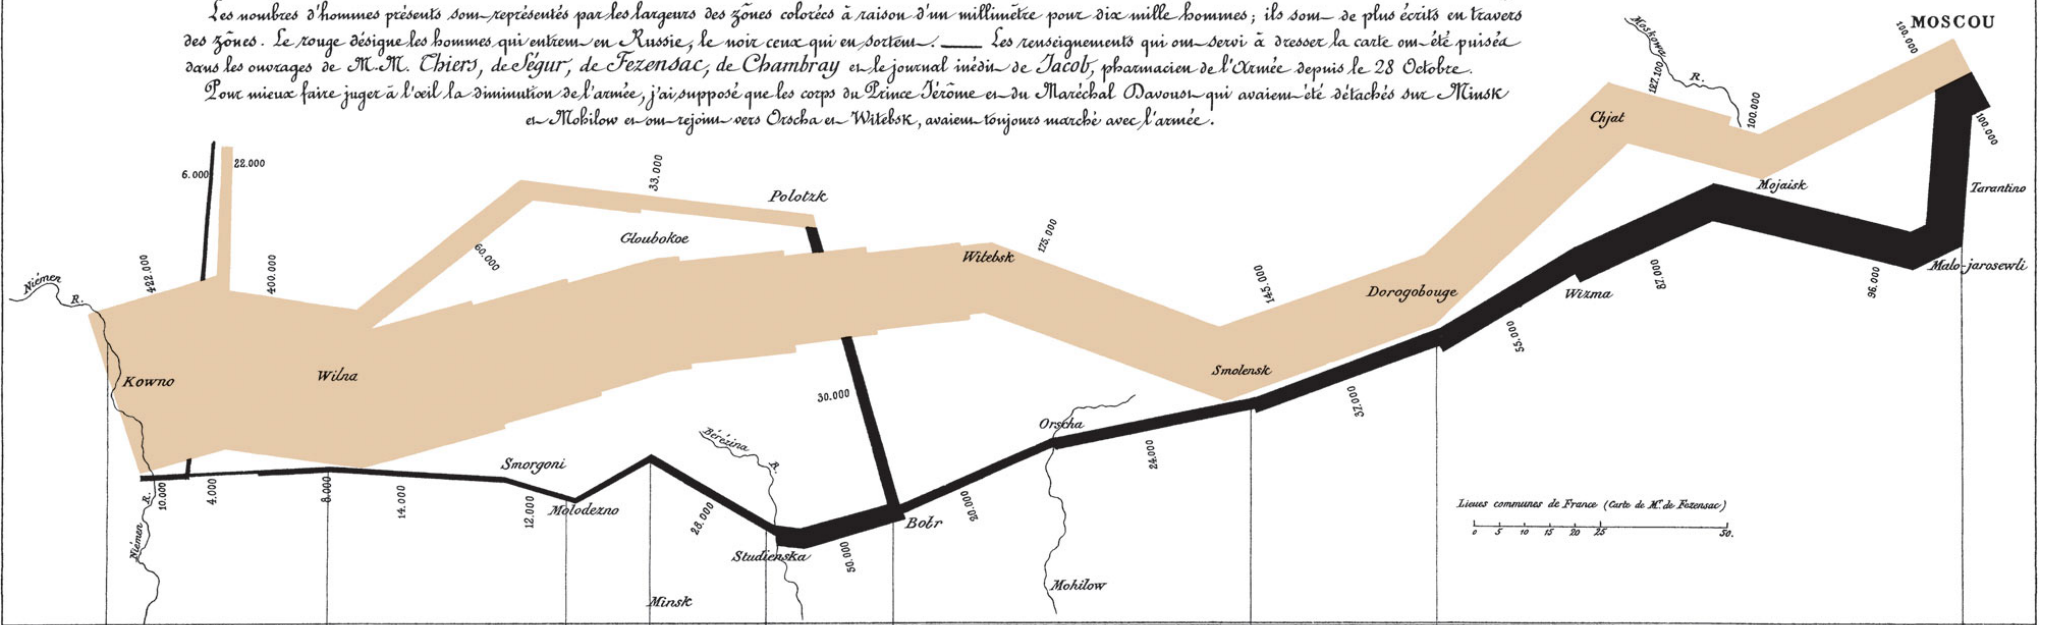 Les nombres d'hommes présents sont représentés par les largeurs des zônes colorées à raison d'un millimètre pour dix mille hommes; ils sont de plus écrits en travers
des zônes. Le rouge désigne les hommes qui entrent en Russie, le noir ceux qui en sortent. — Les renseignements qui ont servi à dresser la carte ont été puisés
dans les ouvrages de M.M. Thiers, de Ségur, de Fezensac, de Chambray et le journal inédit de Jacob, pharmacien de l'Armée depuis le 28 Octobre.
Pour mieux faire juger à l'œil la diminution de l'armée, j'ai supposé que les corps du Prince Jérôme et du Maréchal Davoust qui avaient été détachés sur Minsk
et Mohilow et ont rejoint vers Orscha et Witebsk, avaient toujours marché avec l'armée.
MOSCOU
100.000
Moskowa R.
127.100
100.000
Chjat
Mojaisk
100.000
Tarantino
Malo-jarosewli
6.000
22.000
33.000
Polotzk
Gloubokoe
60.000
Witebsk
175.000
422.000
400.000
Niémen R.
Kowno
Wilna
145.000
Dorogobouge
Smolensk
Wizma
87.000
96.000
55.000
37.000
30.000
Orscha
24.000
Bérézina R.
Smorgoni
Molodezno
10.000
4.000
8.000
14.000
12.000
28.000
Studienska
50.000
Bobr
20.000
Niémen R.
Minsk
Mohilow
Lieues communes de France (Carte de M. de Fezensac)
0 5 10 15 20 25 50.